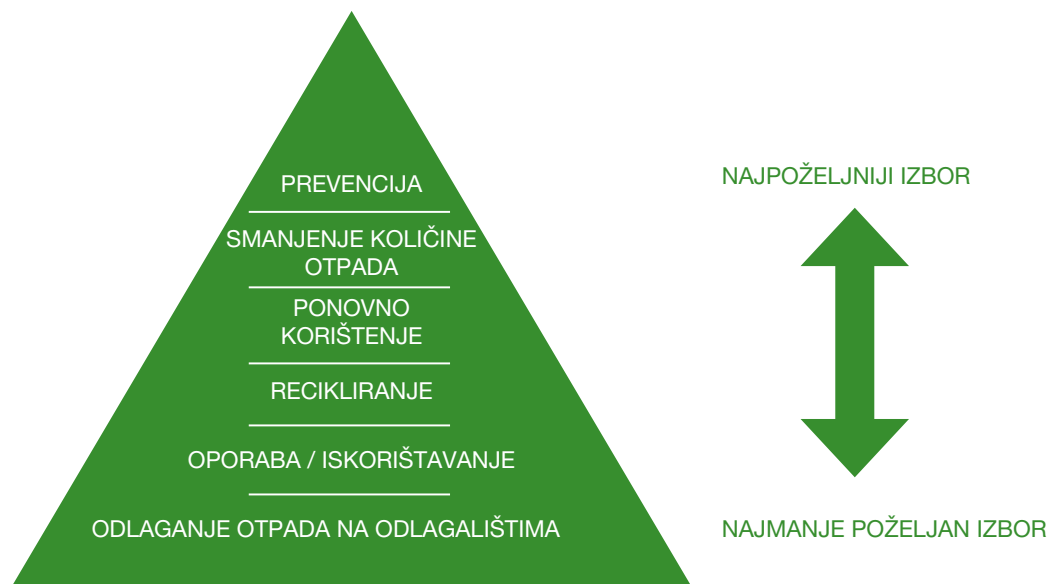 PREVENCIJA
SMANJENJE KOLIČINE
OTPADA
PONOVNO
KORIŠTENJE
RECIKLIRANJE
OPORABA / ISKORIŠTAVANJE
ODLAGANJE OTPADA NA ODLAGALIŠTIMA
NAJPOŽELJNIJI IZBOR
NAJMANJE POŽELJAN IZBOR